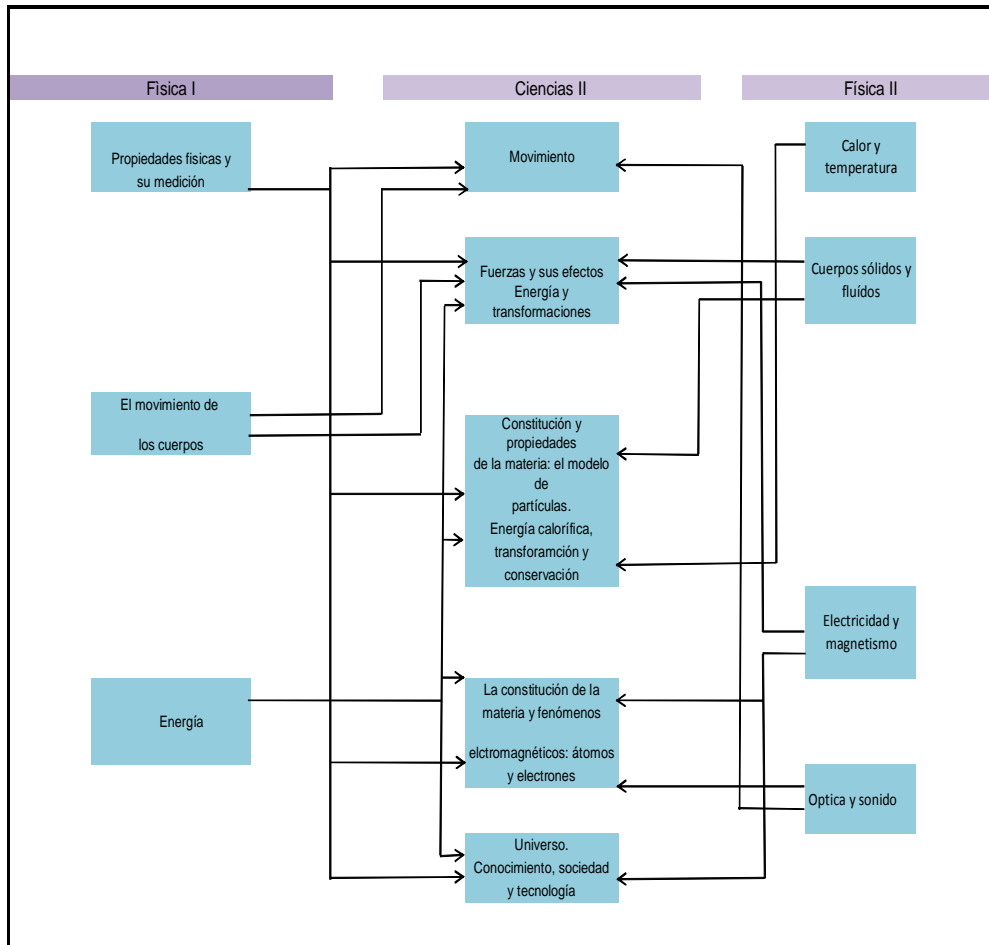 Fisica I
Ciencias II
Física II
Propiedades fisicas y
su medición
El movimiento de
los cuerpos
Energía
Movimiento
Fuerzas y sus efectos
Energía y
transformaciones
Constitución y
propiedades
de la materia: el modelo
de
partículas.
Energía calorífica,
transforamción y
conservación
La constitución de la
materia y fenómenos
elctromagnéticos: átomos
y electrones
Universo.
Conocimiento, sociedad
y tecnología
Calor y
temperatura
Cuerpos sólidos y
fluídos
Electricidad y
magnetismo
Optica y sonido